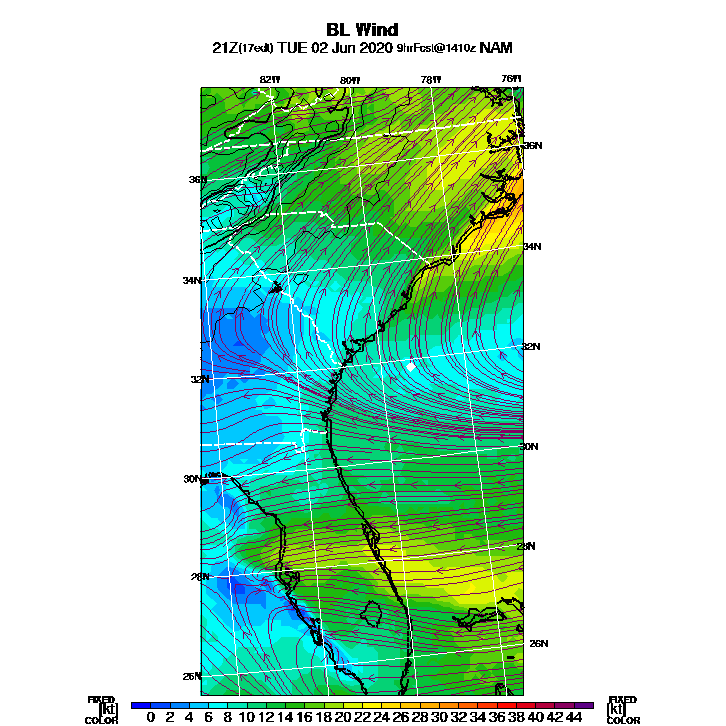 BL Wind
21Z(17edt) TUE 02 Jun 2020 9hrFcst@1410z NAM
82W 80W 78W 76W
36N
36N
34N
34N
32N
32N
30N
30N
28N
28N
26N
26N
FIXED FIXED
[kt] 0 2 4 6 8 10 12 14 16 18 20 22 24 26 28 30 32 34 36 38 40 42 44 [kt]
COLOR COLOR